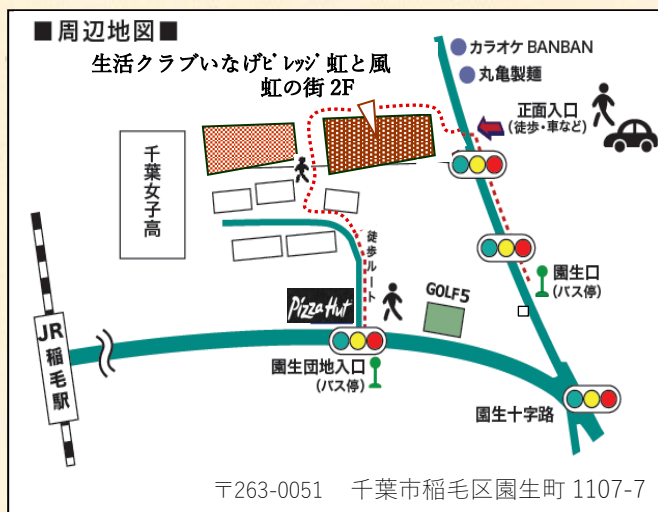 ■周辺地図■
生活クラブいなげビレッジ 虹と風
虹の街 2F
カラオケ BANBAN
丸亀製麺
正面入口
(徒歩・車など)
千葉女子高
徒歩ルート
園生口
(バス停)
GOLF5
Pizza Hut
JR稲毛駅
園生団地入口
(バス停)
園生十字路
〒263-0051 千葉市稲毛区園生町 1107-7